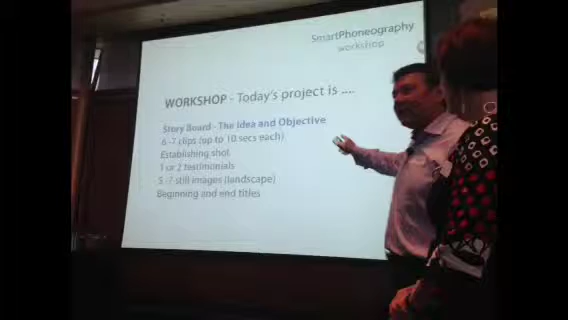 SmartPhoneography
workshop
WORKSHOP - Today's project is ....
Story Board - The Idea and Objective
6 -7 clips (up to 10 secs each)
Establishing shot
1 or 2 testimonials
5 -7 still images (landscape)
Beginning and end titles